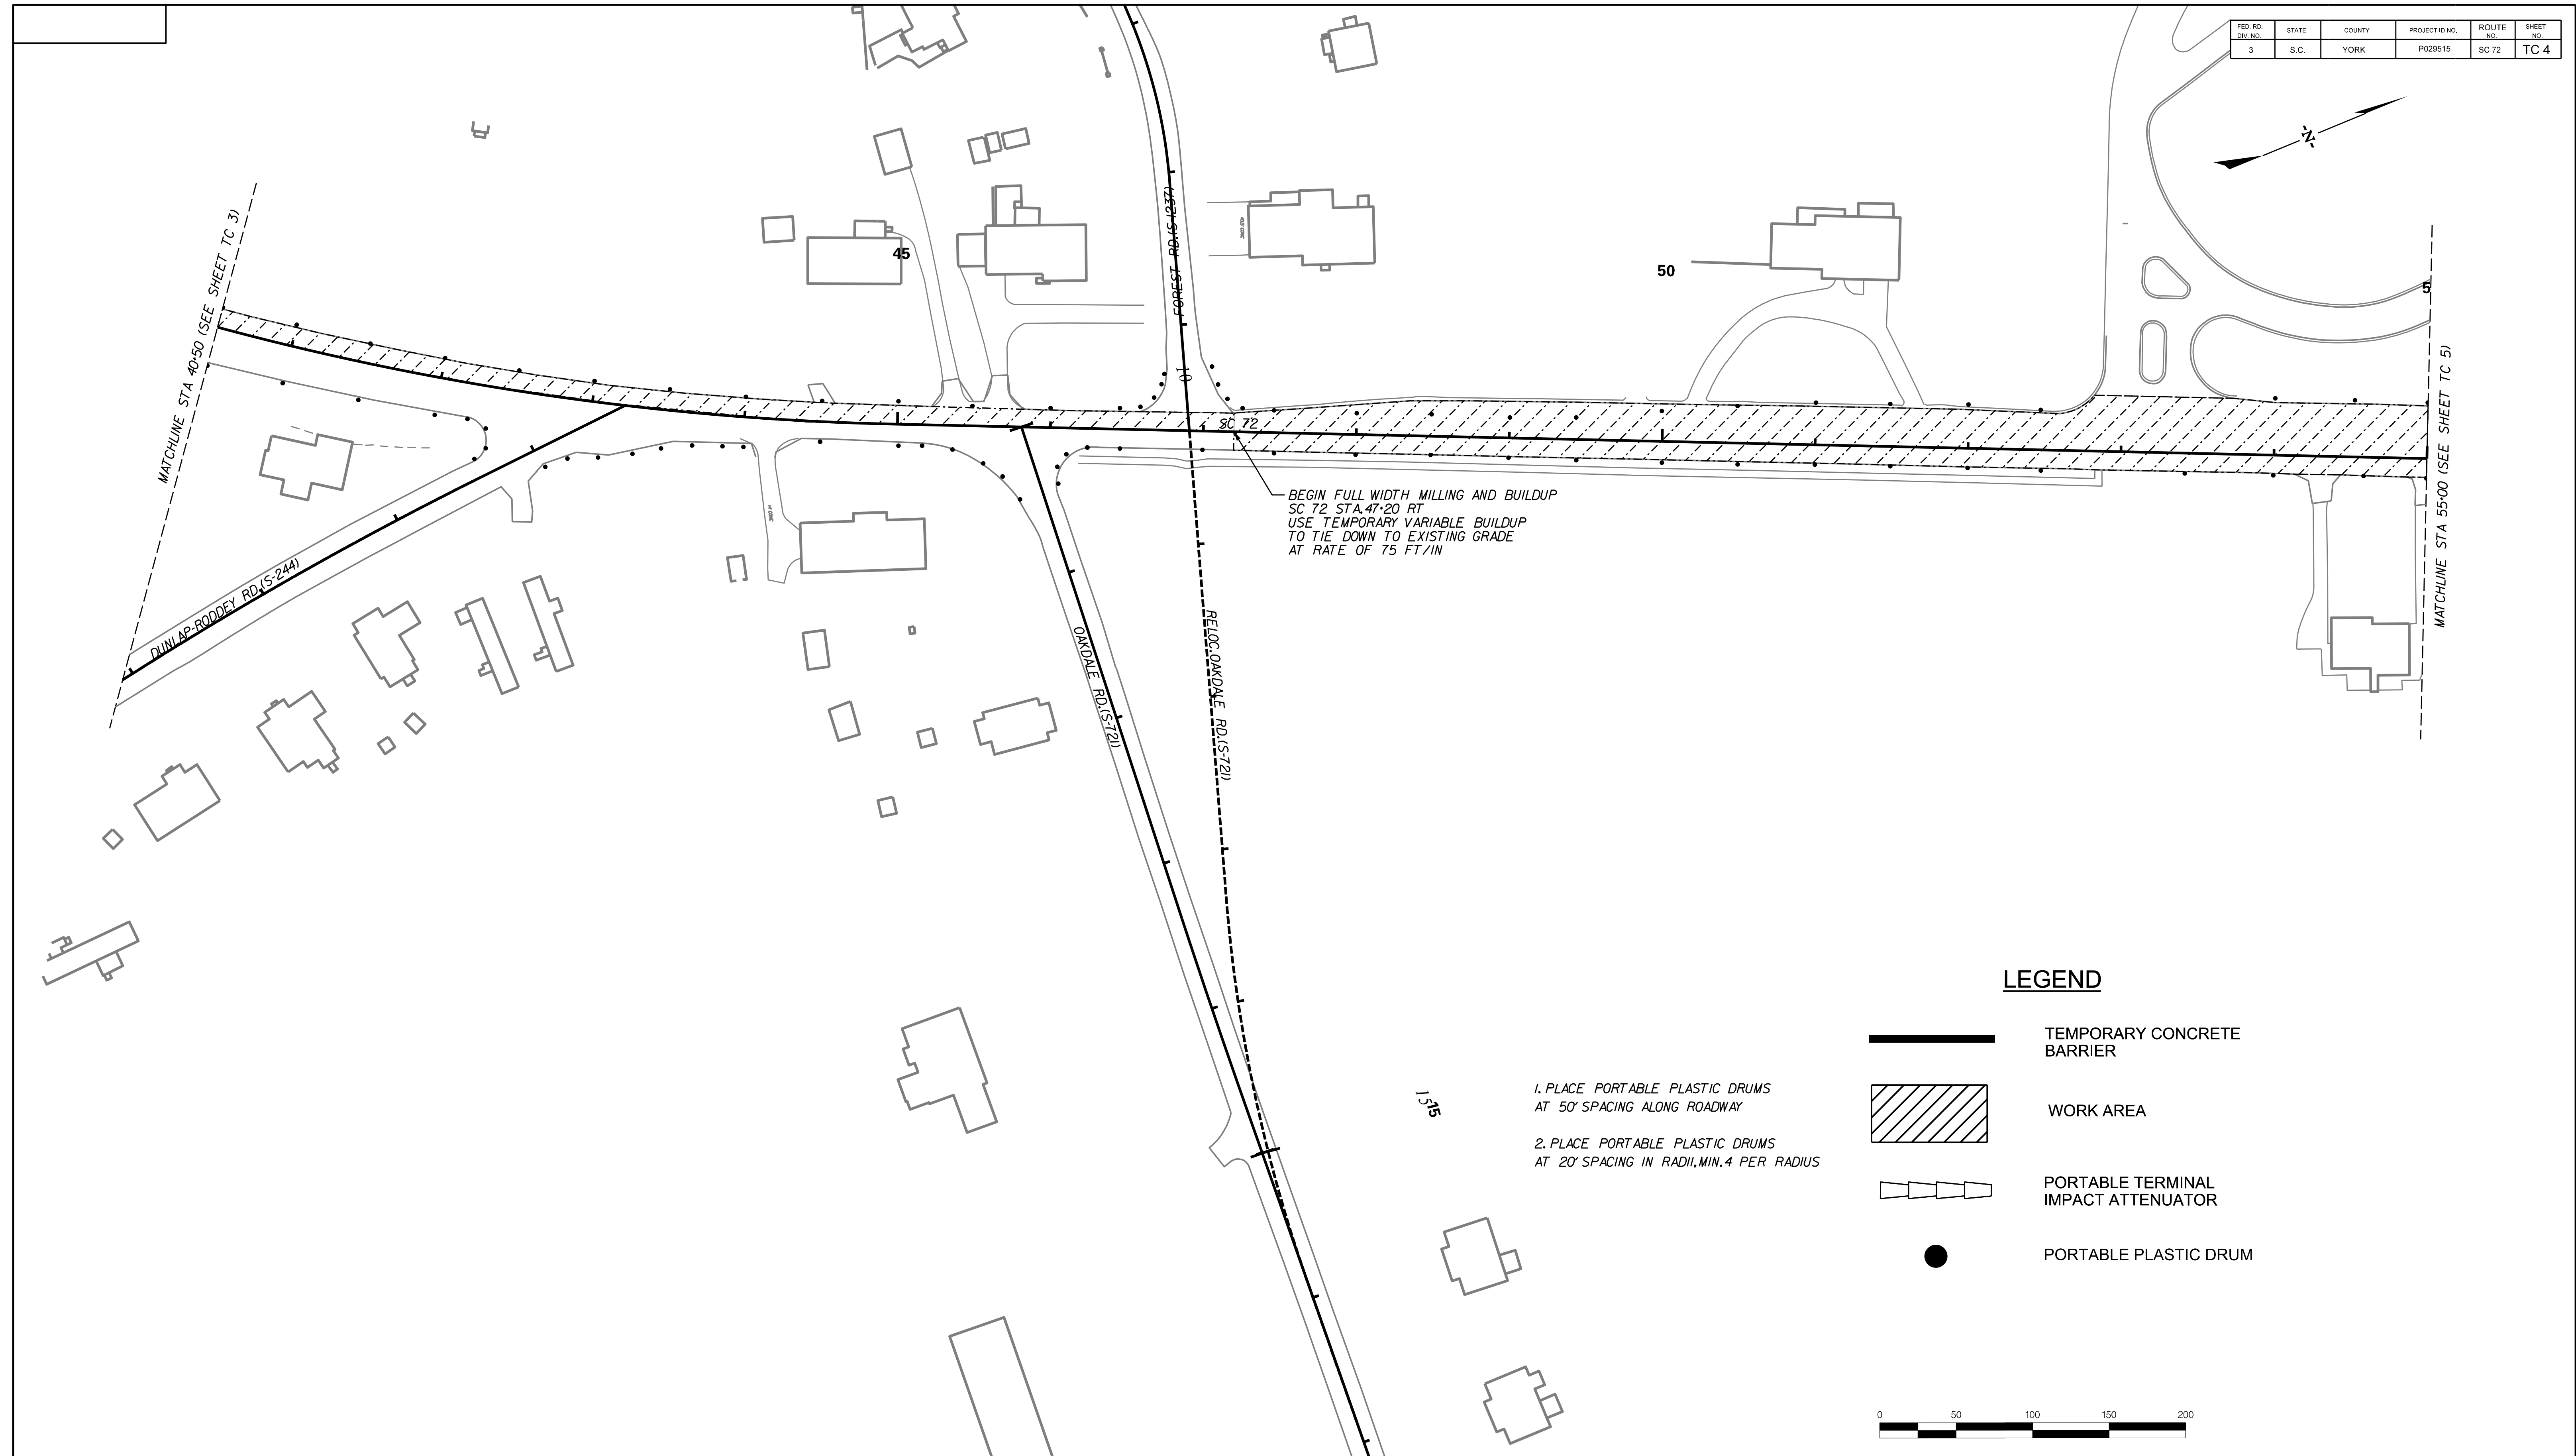 FED. RD. DIV. NO.
STATE
COUNTY
PROJECT ID NO.
ROUTE NO.
SHEET NO.
3
S.C.
YORK
P029515
SC 72
TC 4
N
MATCHLINE STA 40+50 (SEE SHEET TC 3)
45
FOREST RD.(S-1237)
10
50
5
SC 72
MATCHLINE STA 55+00 (SEE SHEET TC 5)
BEGIN FULL WIDTH MILLING AND BUILDUP
SC 72 STA.47+20 RT
USE TEMPORARY VARIABLE BUILDUP
TO TIE DOWN TO EXISTING GRADE
AT RATE OF 75 FT/IN
DUNLAP-RODDEY RD.(S-244)
OAKDALE RD.(S-721)
RELOC.OAKDALE RD.(S-721)
15
15
1. PLACE PORTABLE PLASTIC DRUMS
AT 50' SPACING ALONG ROADWAY
2. PLACE PORTABLE PLASTIC DRUMS
AT 20' SPACING IN RADII,MIN.4 PER RADIUS
LEGEND
TEMPORARY CONCRETE
BARRIER
WORK AREA
PORTABLE TERMINAL
IMPACT ATTENUATOR
PORTABLE PLASTIC DRUM
0 50 100 150 200